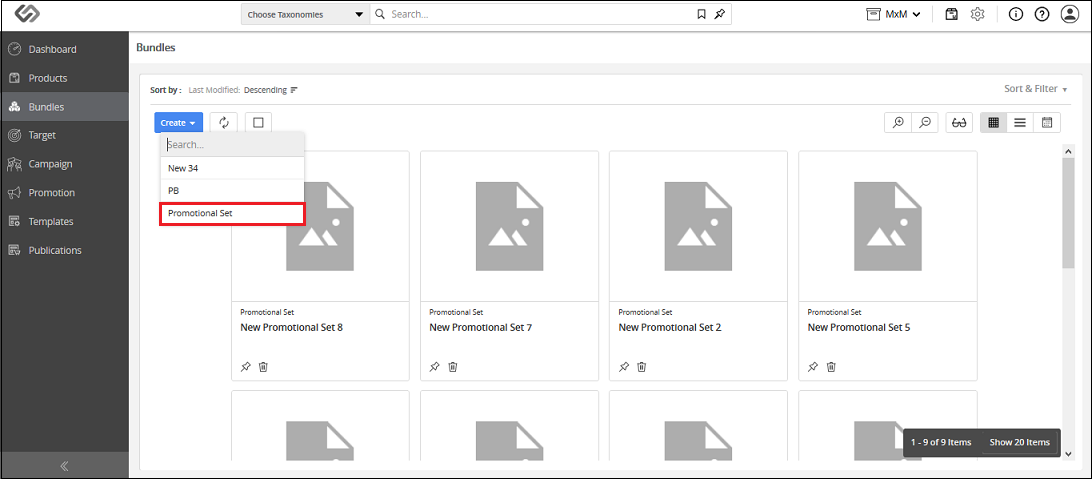 Choose Taxonomies
Search...
MxM
Dashboard
Products
Bundles
Target
Campaign
Promotion
Templates
Publications
Bundles
Sort by : Last Modified: Descending
Sort & Filter
Create
Search...
New 34
PB
Promotional Set
Promotional Set
New Promotional Set 8
Promotional Set
New Promotional Set 7
Promotional Set
New Promotional Set 2
Promotional Set
New Promotional Set 5
1 - 9 of 9 Items
Show 20 Items